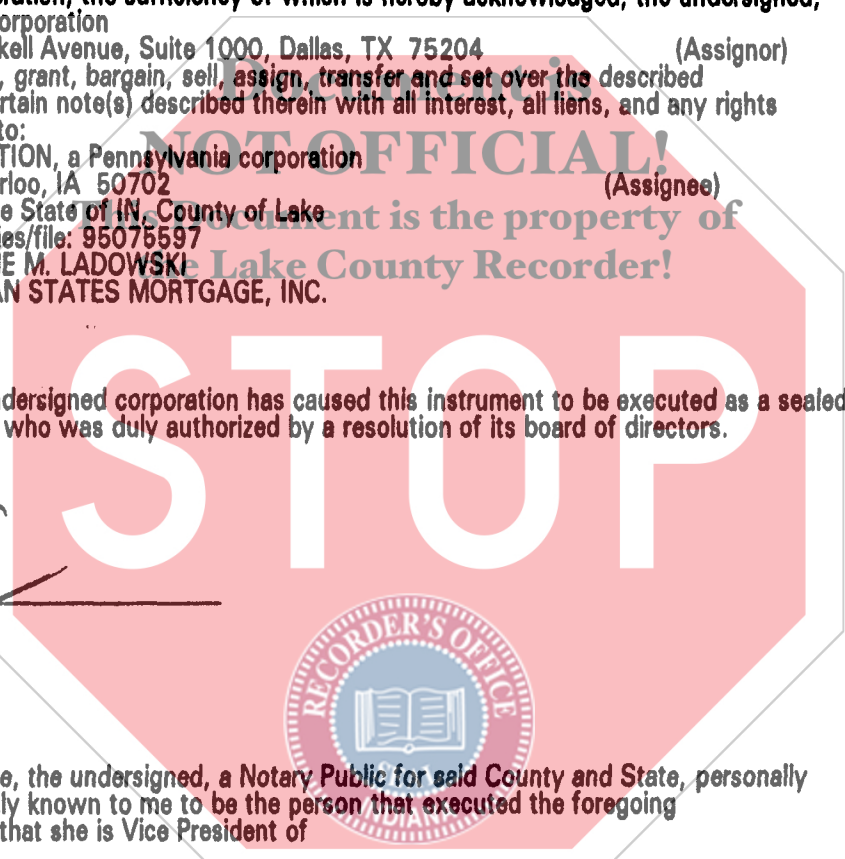 oration, the sufficiency of which is hereby acknowledged, the undersigned,
orporation
kell Avenue, Suite 1000, Dallas, TX 75204 (Assignor)
, grant, bargain, sell, assign, transfer and set over the described
rtain note(s) described therein with all interest, all liens, and any rights
to:
TION, a Pennsylvania corporation
rloo, IA 50702 (Assignee)
e State of IN, County of Lake
ies/file: 95075597
E M. LADOWSKI
AN STATES MORTGAGE, INC.
Document is
NOT OFFICIAL!
This Document is the property of
the Lake County Recorder!
STOP
ndersigned corporation has caused this instrument to be executed as a sealed
who was duly authorized by a resolution of its board of directors.
RECORDER'S OFFICE
SEAL
INDIANA
e, the undersigned, a Notary Public for said County and State, personally
ly known to me to be the person that executed the foregoing
that she is Vice President of